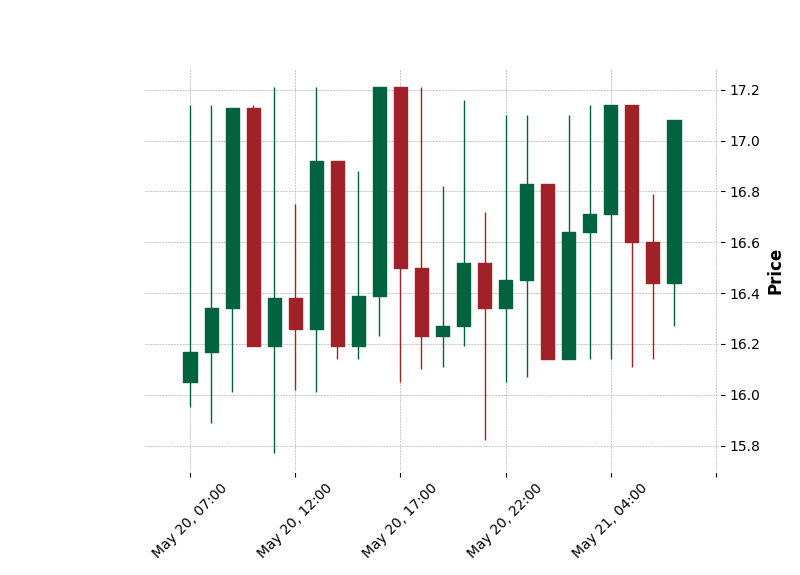 17.2
17.0
16.8
16.6
16.4
16.2
16.0
15.8
Price
May 20, 07:00
May 20, 12:00
May 20, 17:00
May 20, 22:00
May 21, 04:00